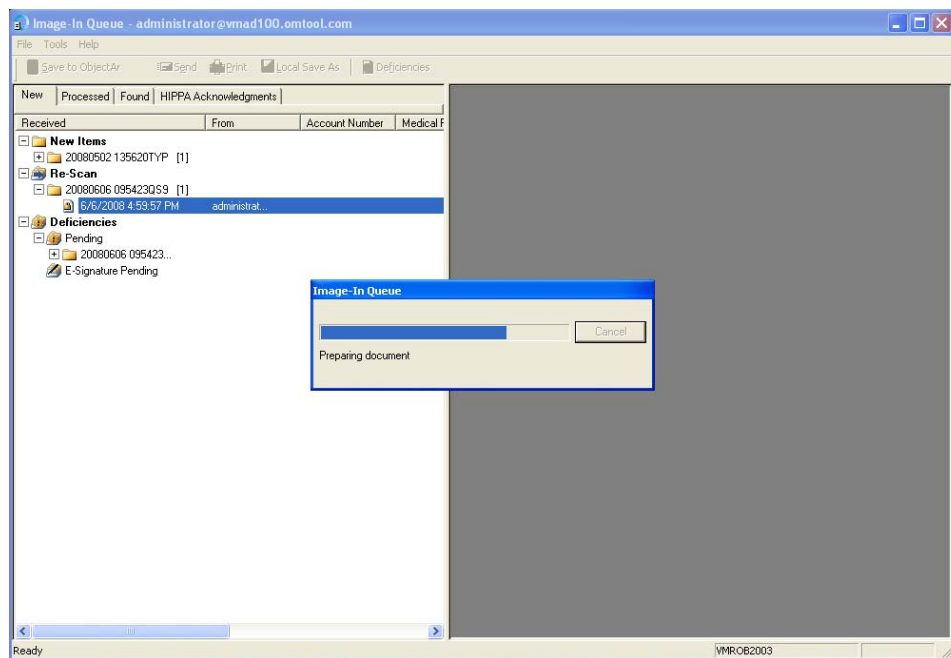 Image-In Queue - administrator@vmad100.omtool.com
File Tools Help
Save to ObjectAr Send Print Local Save As Deficiencies
New Processed Found HIPPA Acknowledgments
Received From Account Number Medical F
New Items
20080502 135620TYP [1]
Re-Scan
20080606 095423QS9 [1]
6/6/2008 4:59:57 PM administrat...
Deficiencies
Pending
20080606 095423...
E-Signature Pending
Image-In Queue
Cancel
Preparing document
Ready VMROB2003